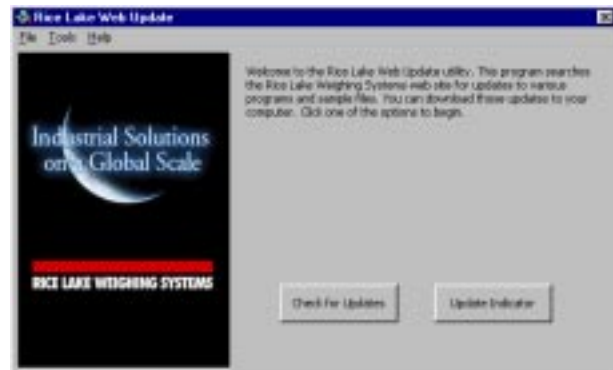 Rice Lake Web Update
File Tools Help
Welcome to the Rice Lake Web Update utility. This program searches
the Rice Lake Weighing Systems web site for updates to various
programs and sample files. You can download those updates to your
computer. Click one of the options to begin.
Industrial Solutions
on a Global Scale
RICE LAKE WEIGHING SYSTEMS
Check for Updates
Update Indicator